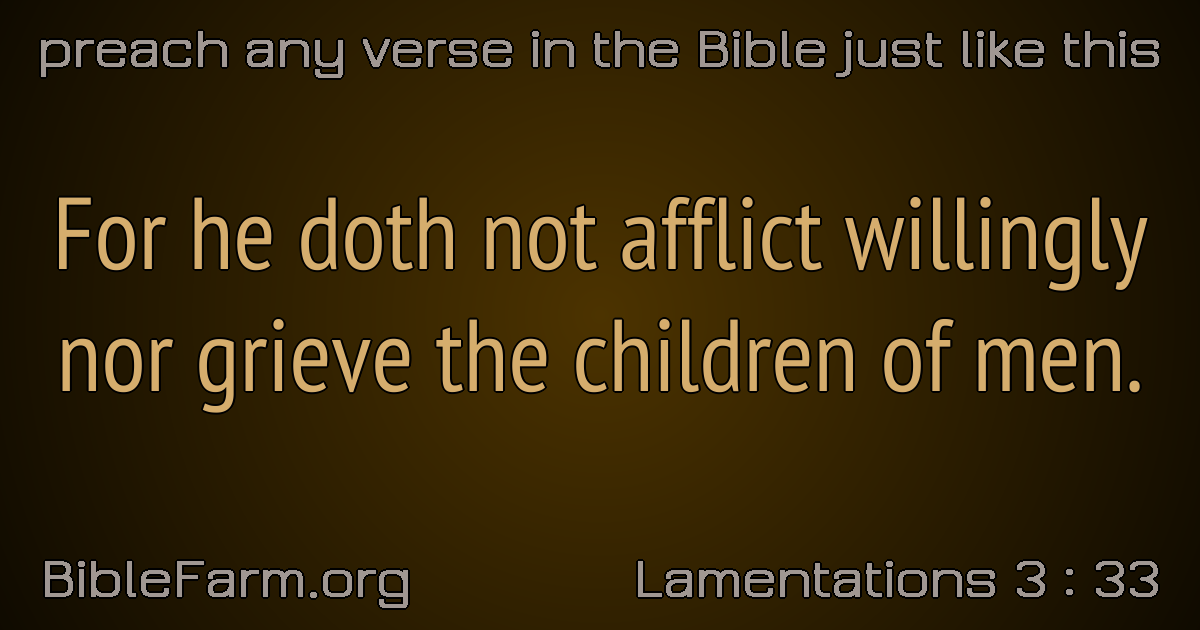 preach any verse in the Bible just like this
For he doth not afflict willingly
nor grieve the children of men.
BibleFarm.org
Lamentations 3 : 33